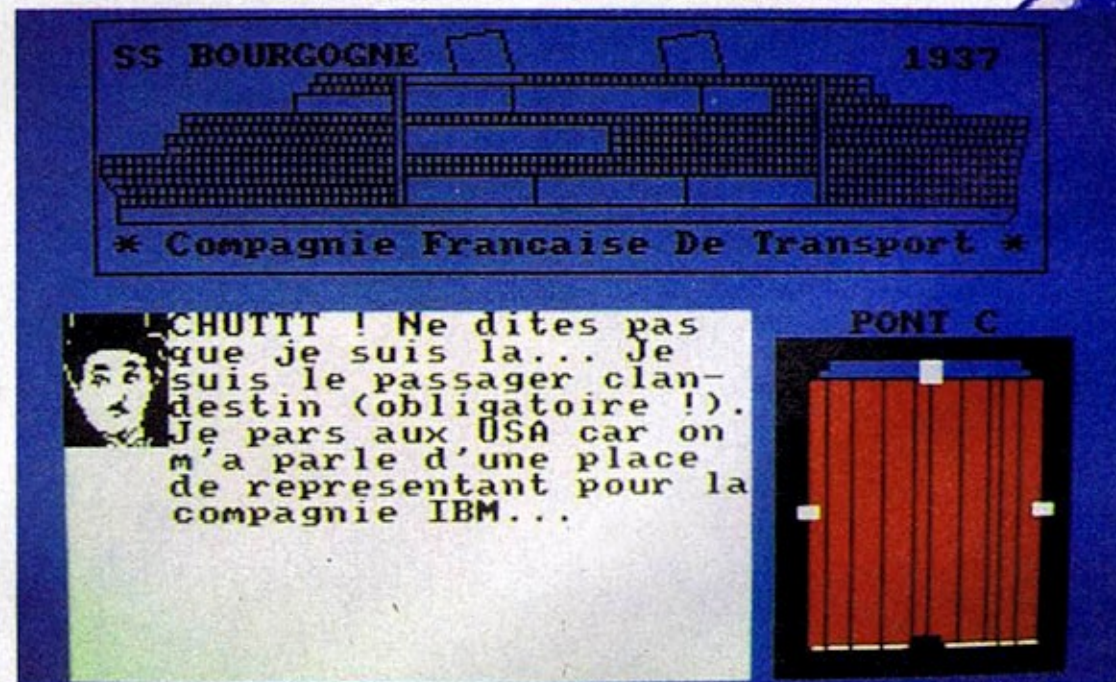 SS BOURGOGNE 1937
* Compagnie Francaise De Transport *
CHUTTT ! Ne dites pas
que je suis la... Je
suis le passager clan-
destin (obligatoire !).
Je pars aux USA car on
m'a parle d'une place
de representant pour la
compagnie IBM...
PONT C